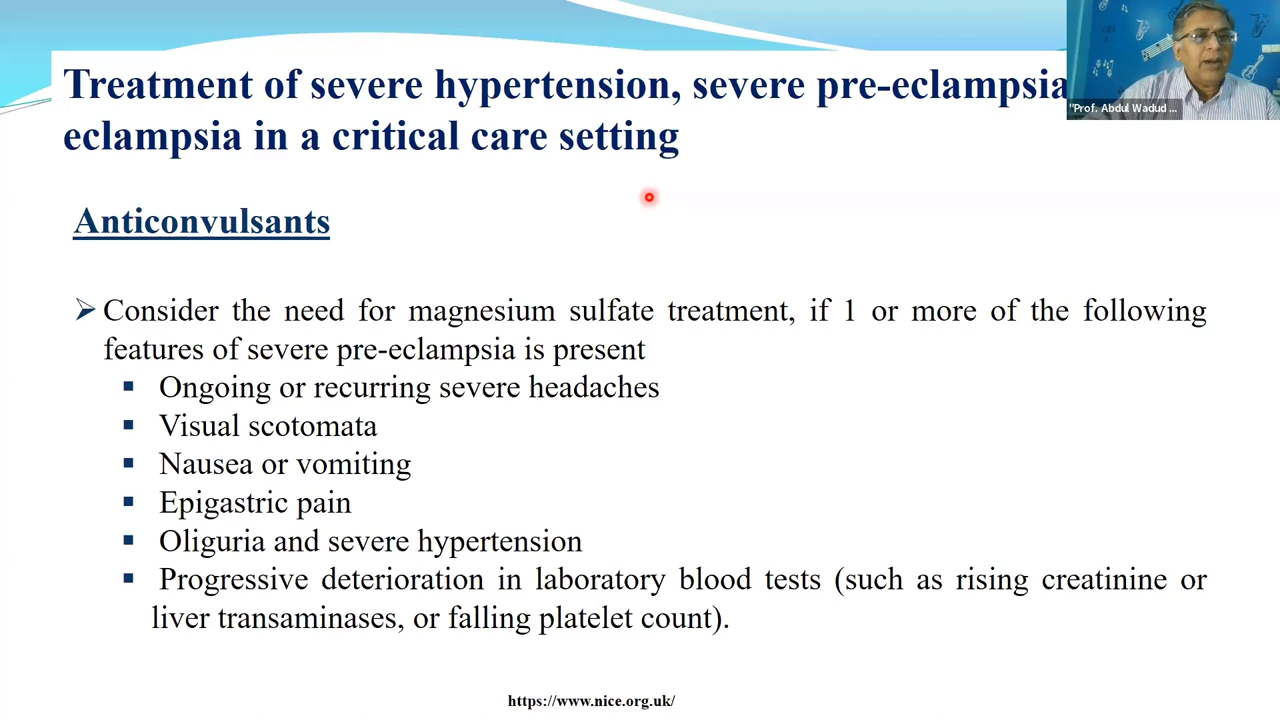 Treatment of severe hypertension, severe pre-eclampsia
eclampsia in a critical care setting
"Prof. Abdul Wadud ...
Anticonvulsants
➢ Consider the need for magnesium sulfate treatment, if 1 or more of the following
features of severe pre-eclampsia is present
▪ Ongoing or recurring severe headaches
▪ Visual scotomata
▪ Nausea or vomiting
▪ Epigastric pain
▪ Oliguria and severe hypertension
▪ Progressive deterioration in laboratory blood tests (such as rising creatinine or
liver transaminases, or falling platelet count).
https://www.nice.org.uk/